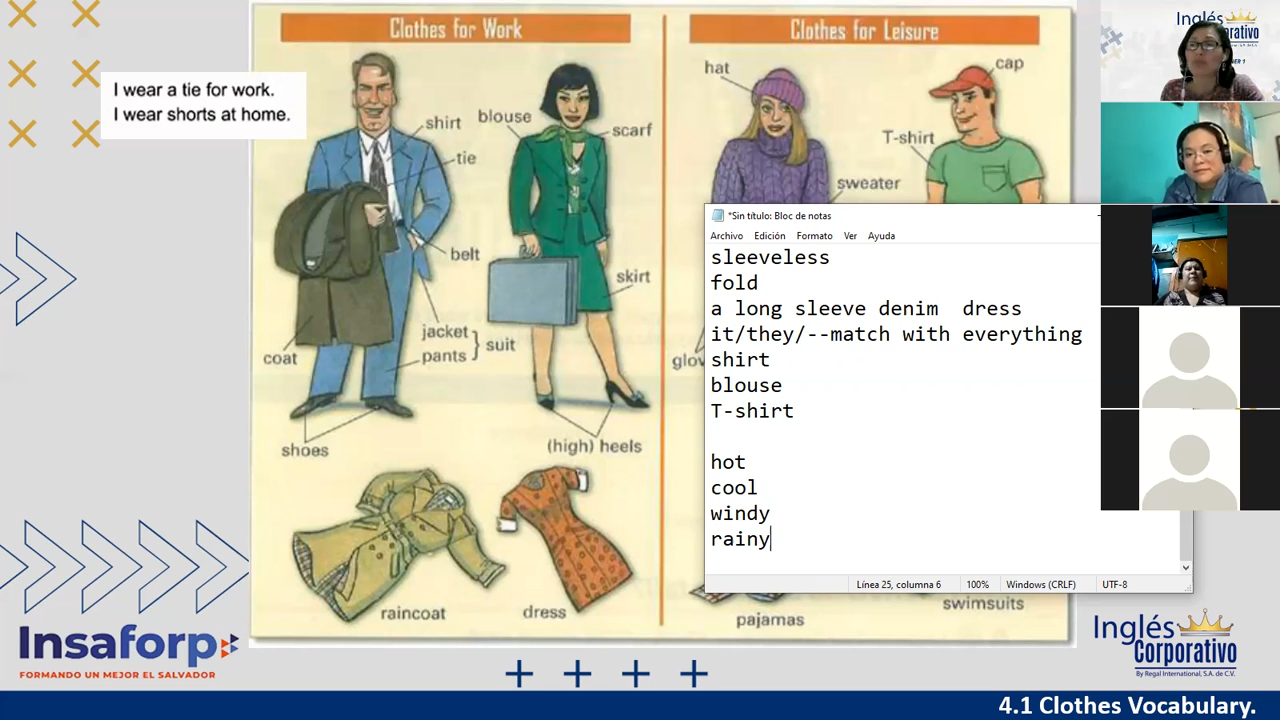 Clothes for Work
Clothes for Leisure
I wear a tie for work.
I wear shorts at home.
shirt
tie
blouse
scarf
belt
skirt
jacket
pants
suit
coat
shoes
(high) heels
raincoat
dress
hat
cap
T-shirt
sweater
pajamas
swimsuits
*Sin título: Bloc de notas
Archivo Edición Formato Ver Ayuda
sleeveless
fold
a long sleeve denim dress
it/they/--match with everything
shirt
blouse
T-shirt
hot
cool
windy
rainy
Línea 25, columna 6 100% Windows (CRLF) UTF-8
Inglés
Corporativo
Insaforp
FORMANDO UN MEJOR EL SALVADOR
Inglés
Corporativo
By Regal International, S.A. de C.V.
4.1 Clothes Vocabulary.